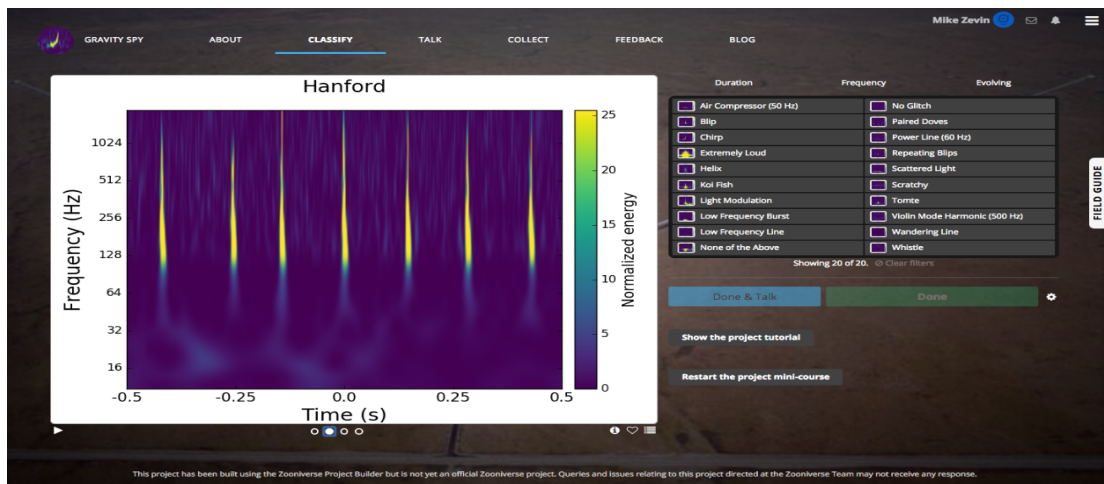 Mike Zevin
GRAVITY SPY ABOUT CLASSIFY TALK COLLECT FEEDBACK BLOG
Hanford
1024
512
256
128
64
32
16
Frequency (Hz)
-0.5 -0.25 0.0 0.25 0.5
Time (s)
25
20
15
10
5
0
Normalized energy
Duration Frequency Evolving
Air Compressor (50 Hz) No Glitch
Blip Paired Doves
Chirp Power Line (60 Hz)
Extremely Loud Repeating Blips
Helix Scattered Light
Koi Fish Scratchy
Light Modulation Tomte
Low Frequency Burst Violin Mode Harmonic (500 Hz)
Low Frequency Line Wandering Line
None of the Above Whistle
Showing 20 of 20. Clear filters
Done & Talk Done
Show the project tutorial
Restart the project mini-course
FIELD GUIDE
This project has been built using the Zooniverse Project Builder but is not yet an official Zooniverse project. Queries and issues relating to this project directed at the Zooniverse Team may not receive any response.